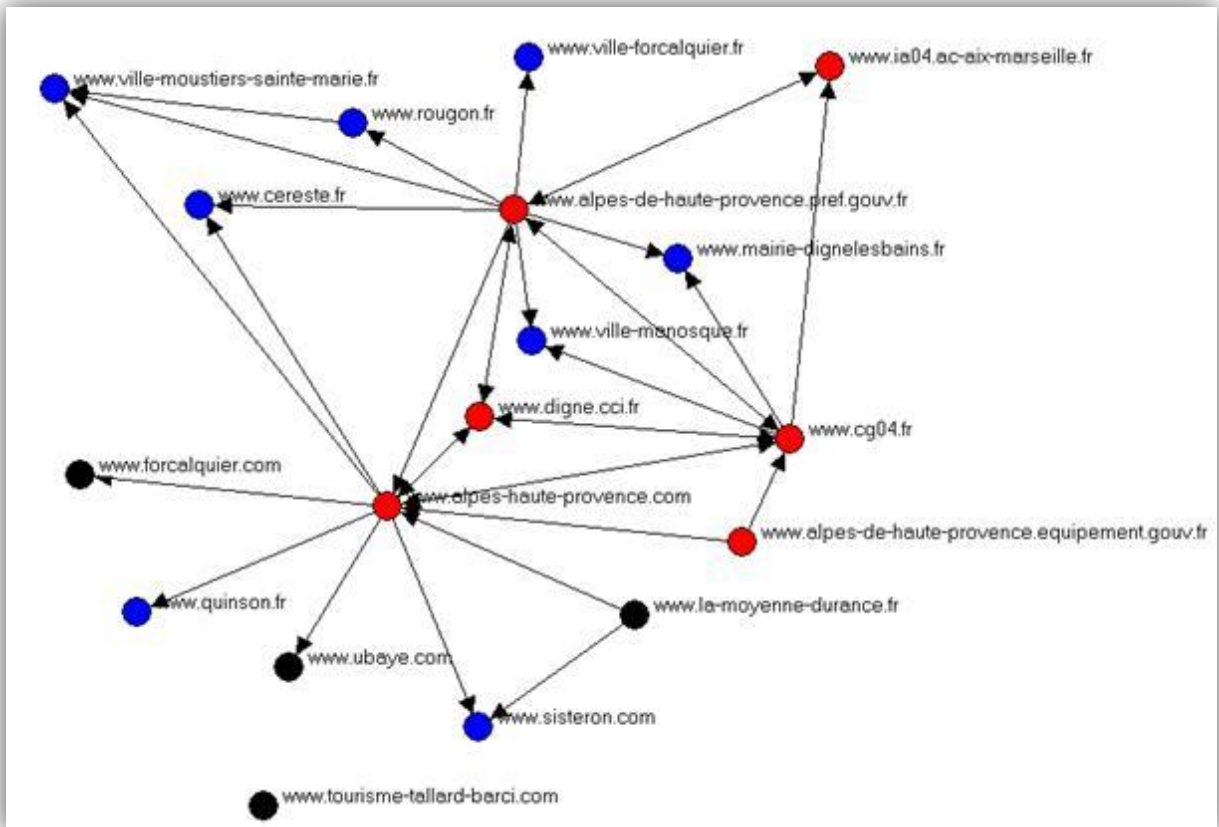 www.ville-forcalquier.fr
www.ia04.ac-aix-marseille.fr
www.ville-moustiers-sainte-marie.fr
www.rougon.fr
www.cereste.fr
www.alpes-de-haute-provence.pref.gouv.fr
www.mairie-dignelesbains.fr
www.ville-manosque.fr
www.digne.cci.fr
www.cg04.fr
www.forcalquier.com
www.alpes-haute-provence.com
www.alpes-de-haute-provence.equipement.gouv.fr
www.quinson.fr
www.la-moyenne-durance.fr
www.ubaye.com
www.sisteron.com
www.tourisme-tallard-barci.com